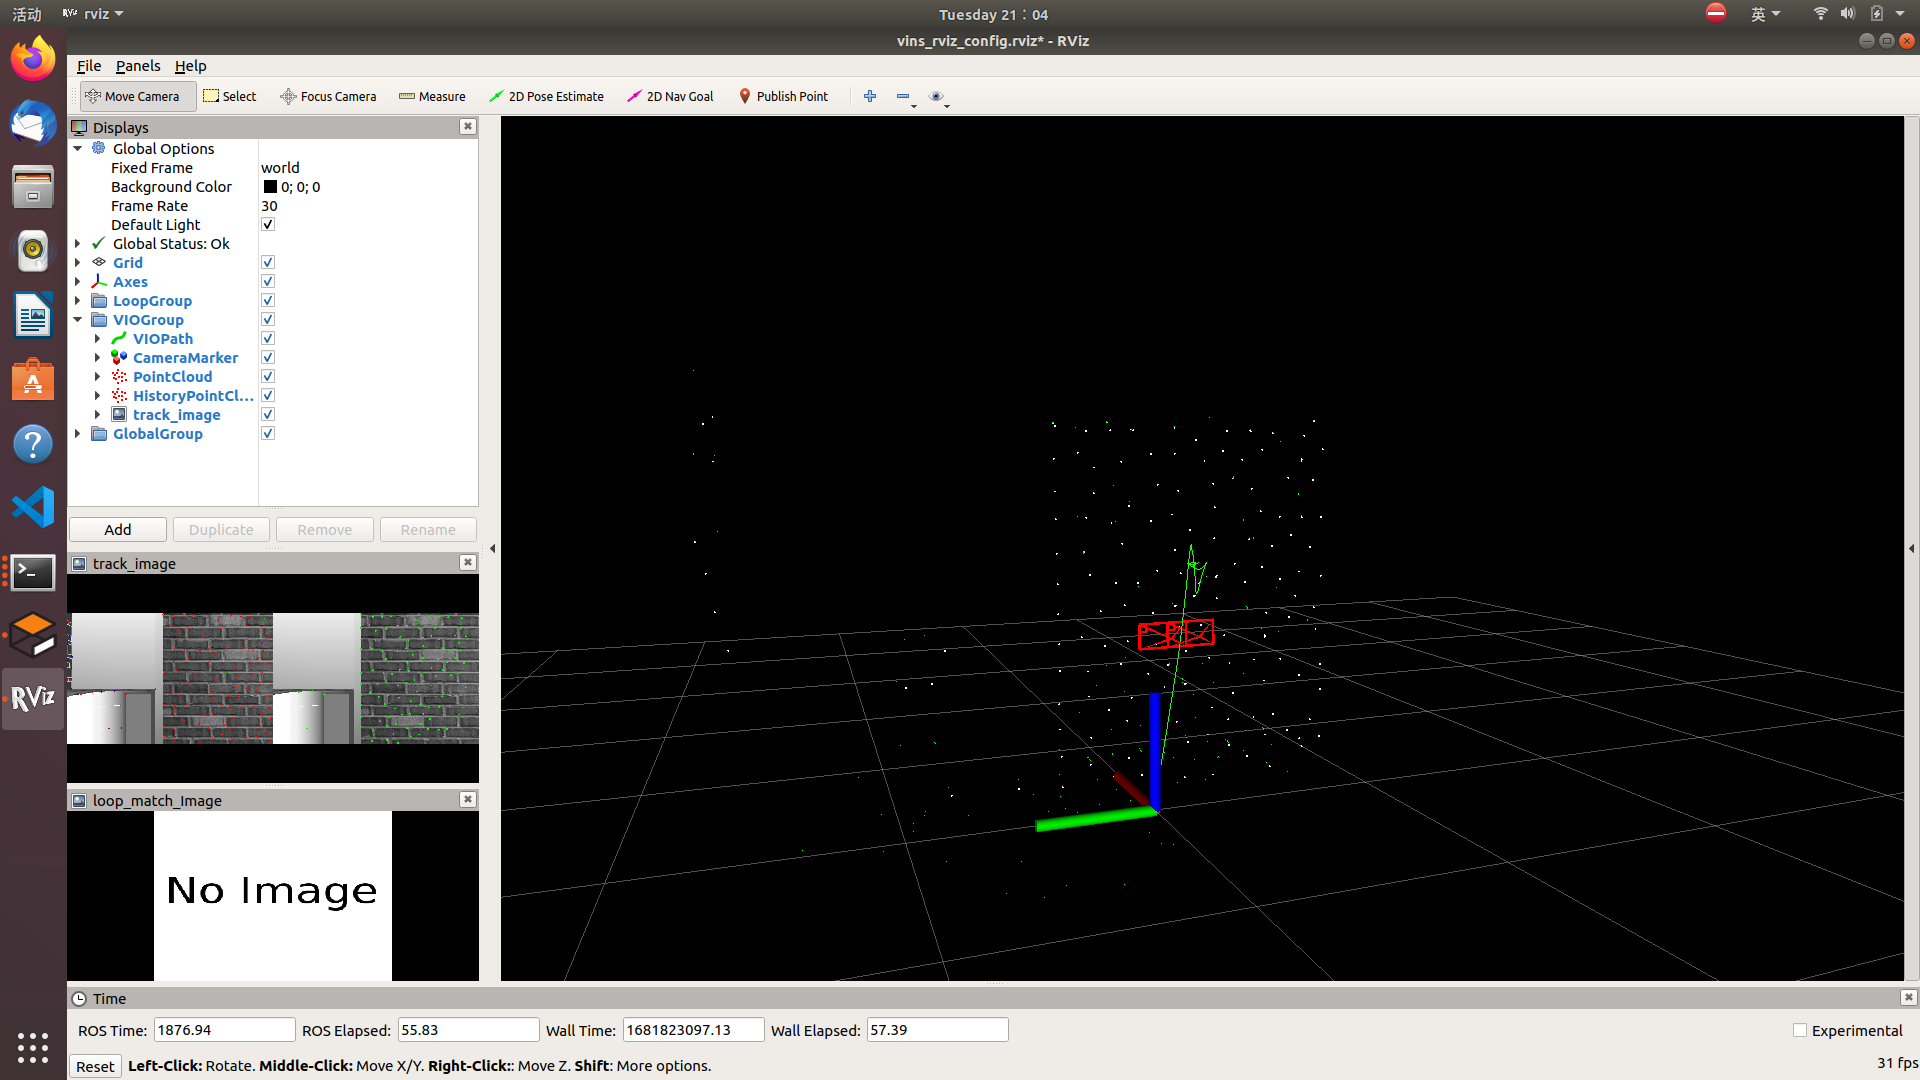 活动 RViz rviz Tuesday 21：04 英
vins_rviz_config.rviz* - RViz
File Panels Help
Move Camera Select Focus Camera Measure 2D Pose Estimate 2D Nav Goal Publish Point
Displays
Global Options
Fixed Frame world
Background Color 0; 0; 0
Frame Rate 30
Default Light
Global Status: Ok
Grid
Axes
LoopGroup
VIOGroup
VIOPath
CameraMarker
PointCloud
HistoryPointCl...
track_image
GlobalGroup
Add Duplicate Remove Rename
track_image
RViz
loop_match_Image
No Image
Time
ROS Time: 1876.94 ROS Elapsed: 55.83 Wall Time: 1681823097.13 Wall Elapsed: 57.39 Experimental
Reset Left-Click: Rotate. Middle-Click: Move X/Y. Right-Click:: Move Z. Shift: More options. 31 fps